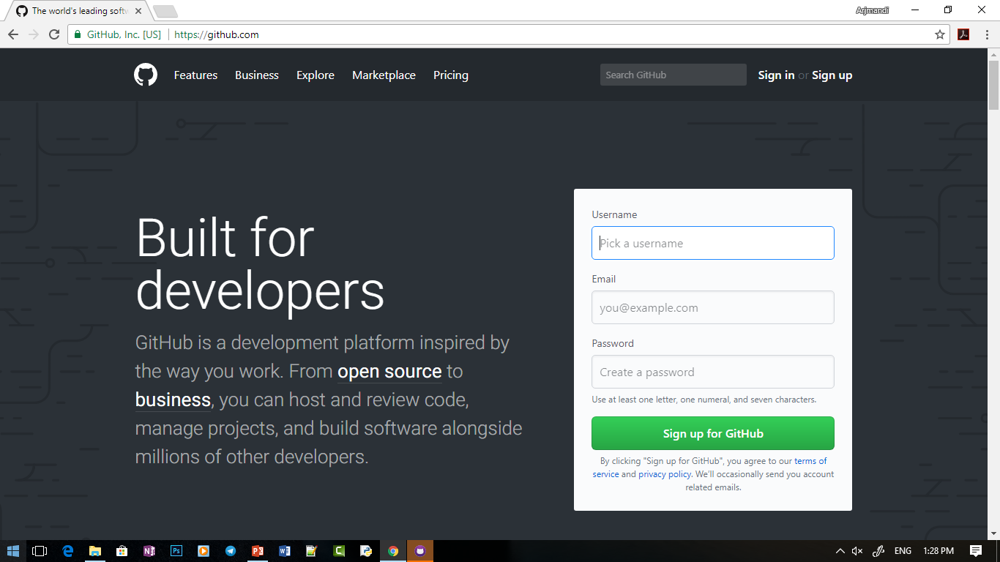 The world's leading softw
Arjmandi
GitHub, Inc. [US]
https://github.com
Features
Business
Explore
Marketplace
Pricing
Search GitHub
Sign in or Sign up
Built for
developers
GitHub is a development platform inspired by
the way you work. From open source to
business, you can host and review code,
manage projects, and build software alongside
millions of other developers.
Username
Pick a username
Email
you@example.com
Password
Create a password
Use at least one letter, one numeral, and seven characters.
Sign up for GitHub
By clicking "Sign up for GitHub", you agree to our terms of
service and privacy policy. We’ll occasionally send you account
related emails.
ENG
1:28 PM